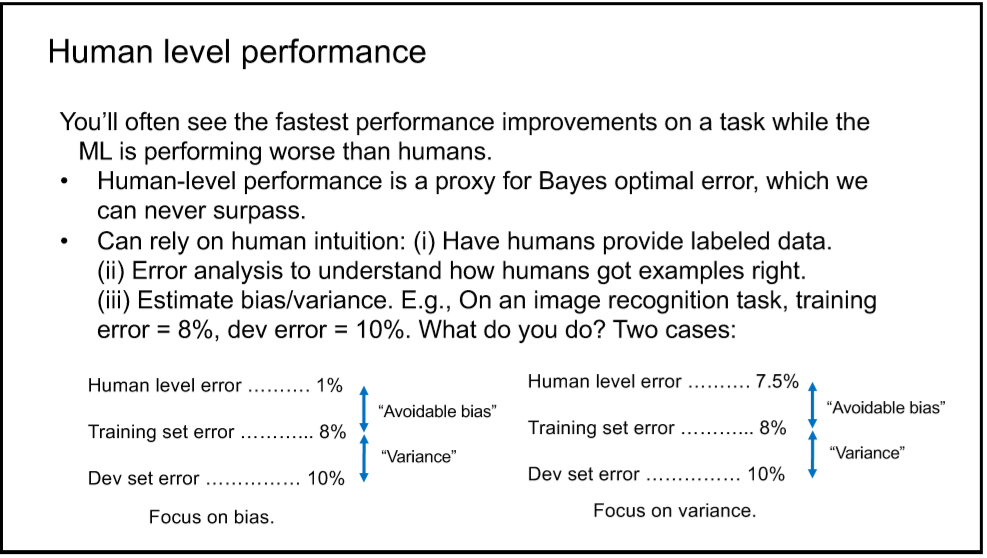 Human level performance
You’ll often see the fastest performance improvements on a task while the
ML is performing worse than humans.
• Human-level performance is a proxy for Bayes optimal error, which we
can never surpass.
• Can rely on human intuition: (i) Have humans provide labeled data.
(ii) Error analysis to understand how humans got examples right.
(iii) Estimate bias/variance. E.g., On an image recognition task, training
error = 8%, dev error = 10%. What do you do? Two cases:
Human level error .......... 1%
“Avoidable bias”
Training set error ........... 8%
“Variance”
Dev set error ............... 10%
Focus on bias.
Human level error .......... 7.5%
“Avoidable bias”
Training set error ........... 8%
“Variance”
Dev set error ............... 10%
Focus on variance.